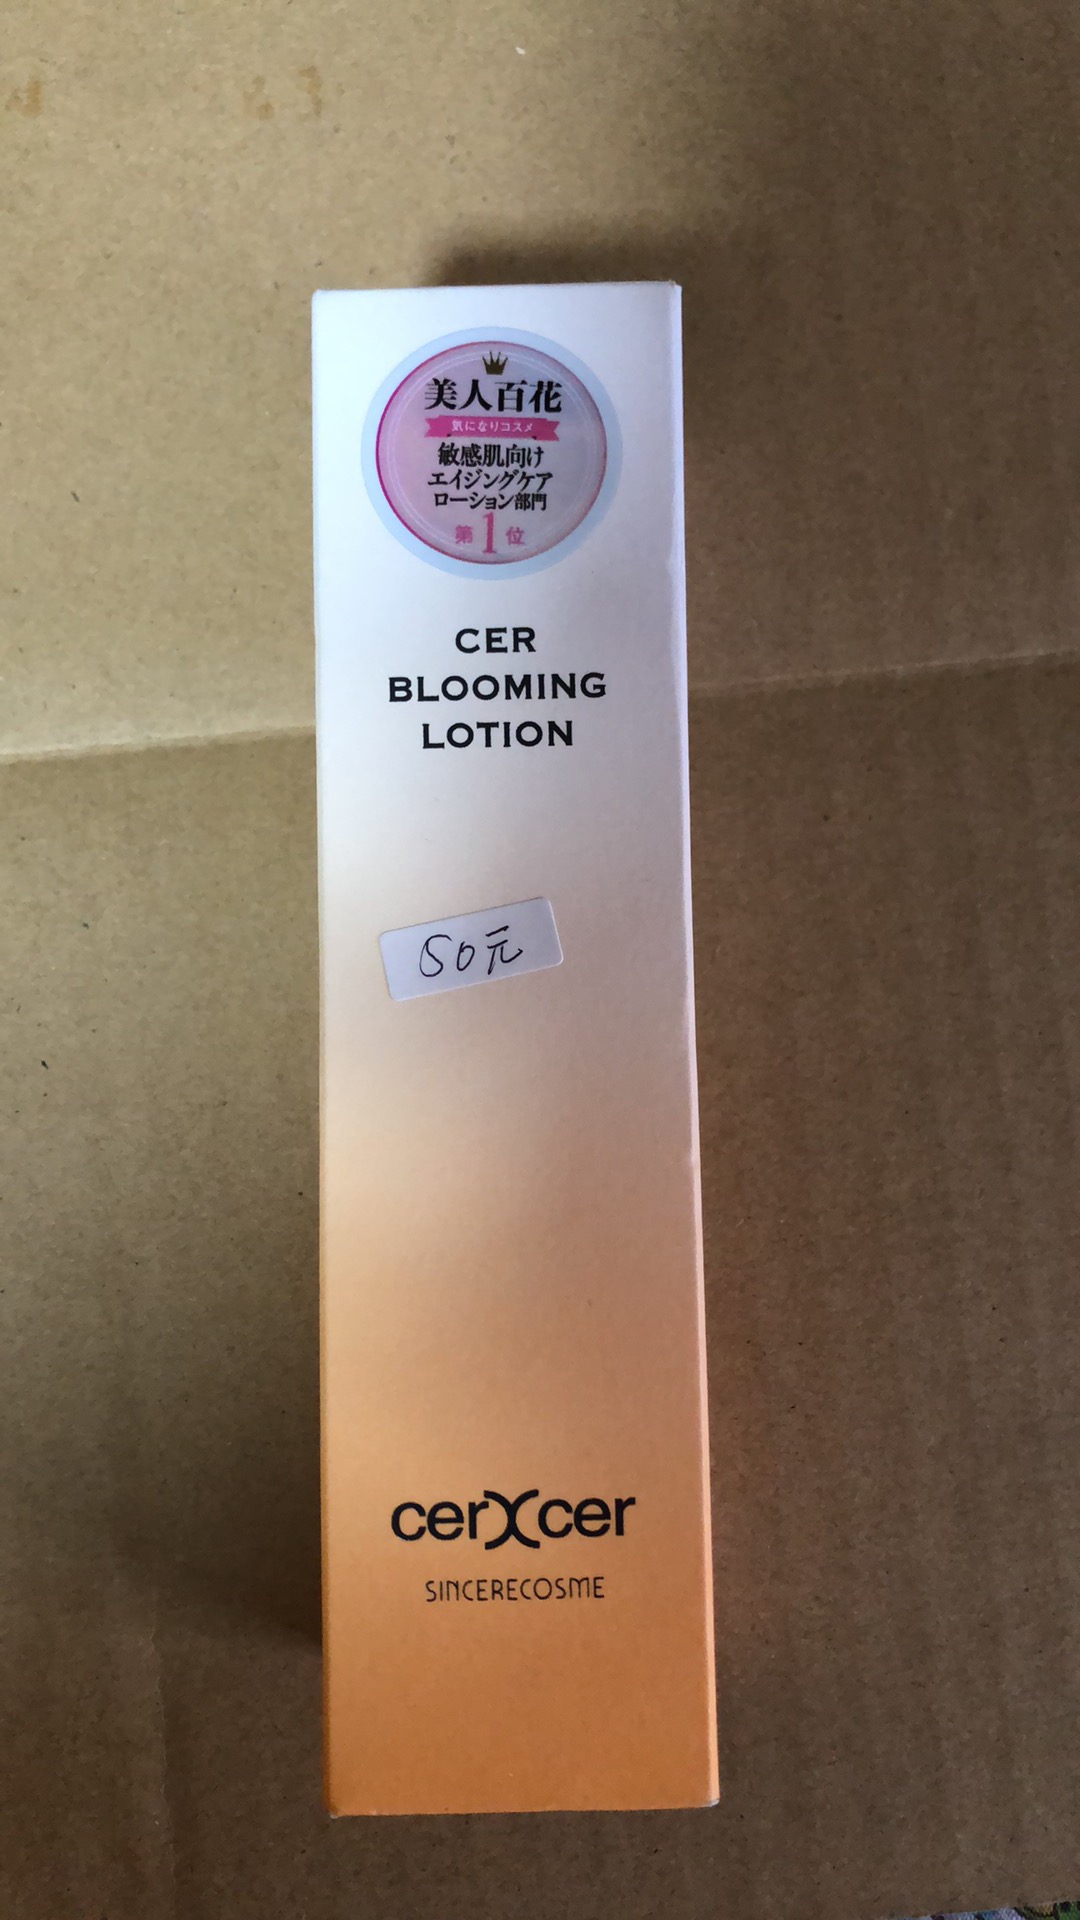 美人百花
気になりコスメ
敏感肌向け
エイジングケア
ローション部門
第1位
CER
BLOOMING
LOTION
50元
cerXcer
SINCERECOSME